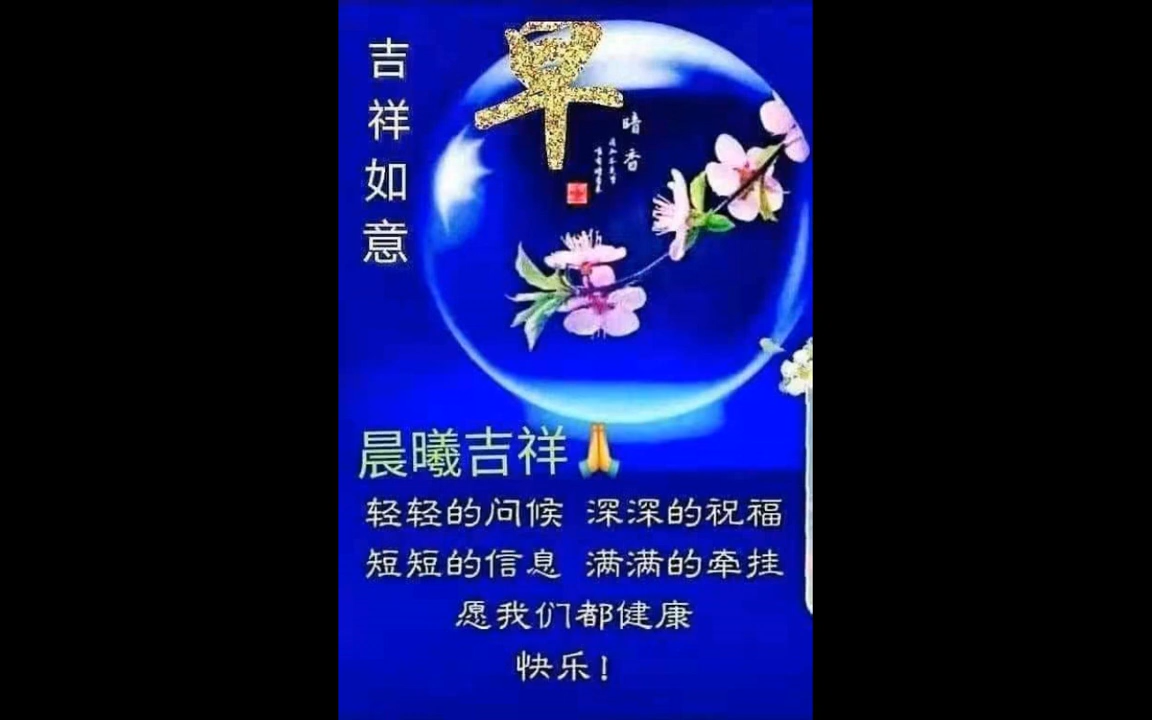 吉祥如意
早
暗香
晨曦吉祥🙏
轻轻的问候 深深的祝福
短短的信息 满满的牵挂
愿我们都健康
快乐！